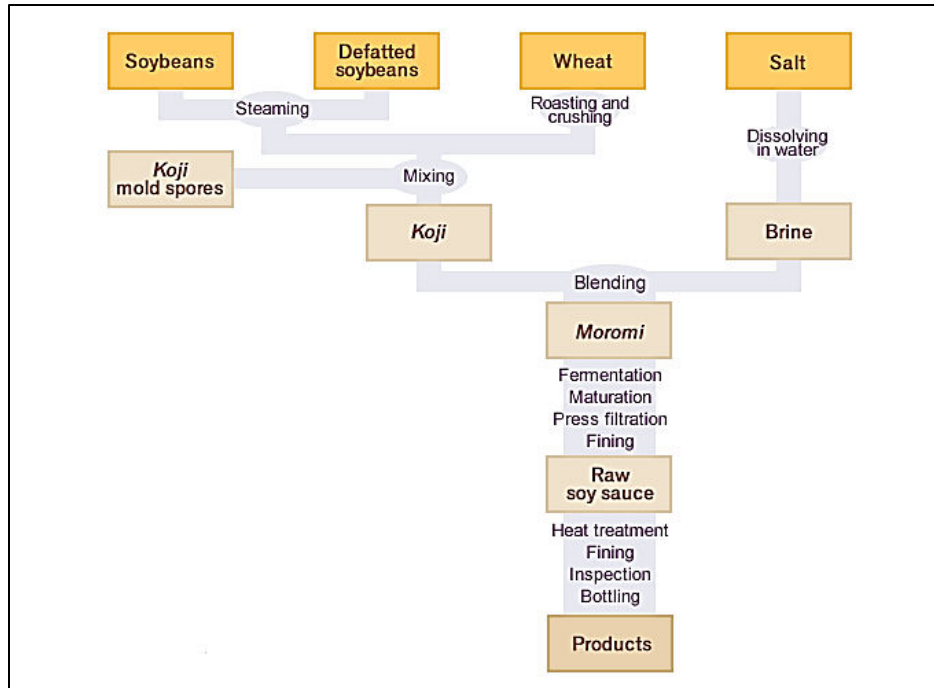 Soybeans
Defatted
soybeans
Wheat
Salt
Steaming
Roasting and
crushing
Dissolving
in water
Koji
mold spores
Mixing
Koji
Brine
Blending
Moromi
Fermentation
Maturation
Press filtration
Fining
Raw
soy sauce
Heat treatment
Fining
Inspection
Bottling
Products